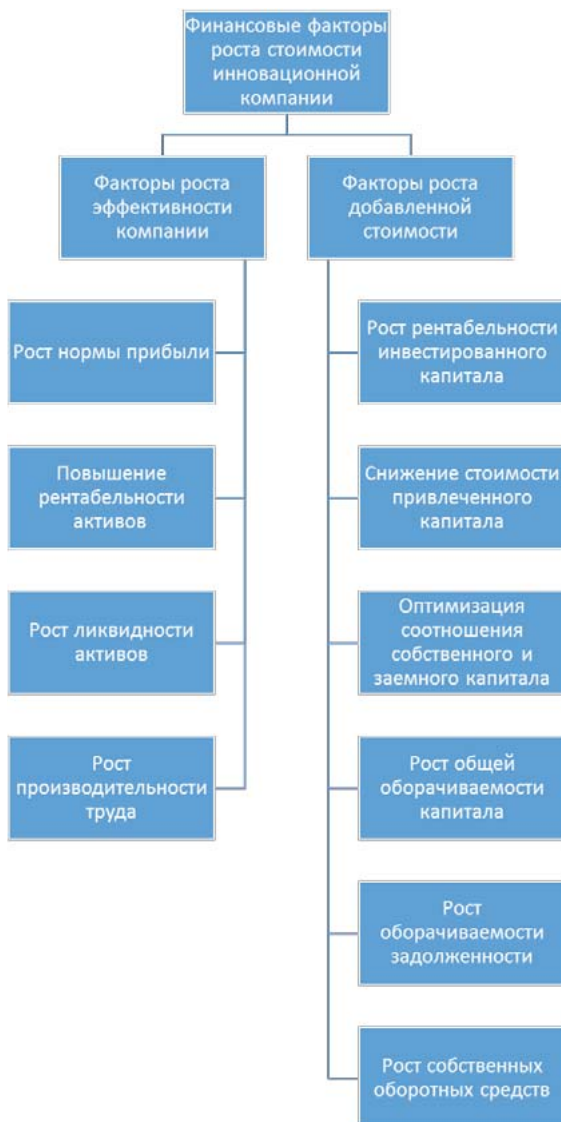 Финансовые факторы
роста стоимости
инновационной
компании
Факторы роста
эффективности
компании
Рост нормы прибыли
Повышение
рентабельности
активов
Рост ликвидности
активов
Рост
производительности
труда
Факторы роста
добавленной
стоимости
Рост рентабельности
инвестированного
капитала
Снижение стоимости
привлеченного
капитала
Оптимизация
соотношения
собственного и
заемного капитала
Рост общей
оборачиваемости
капитала
Рост
оборачиваемости
задолженности
Рост собственных
оборотных средств